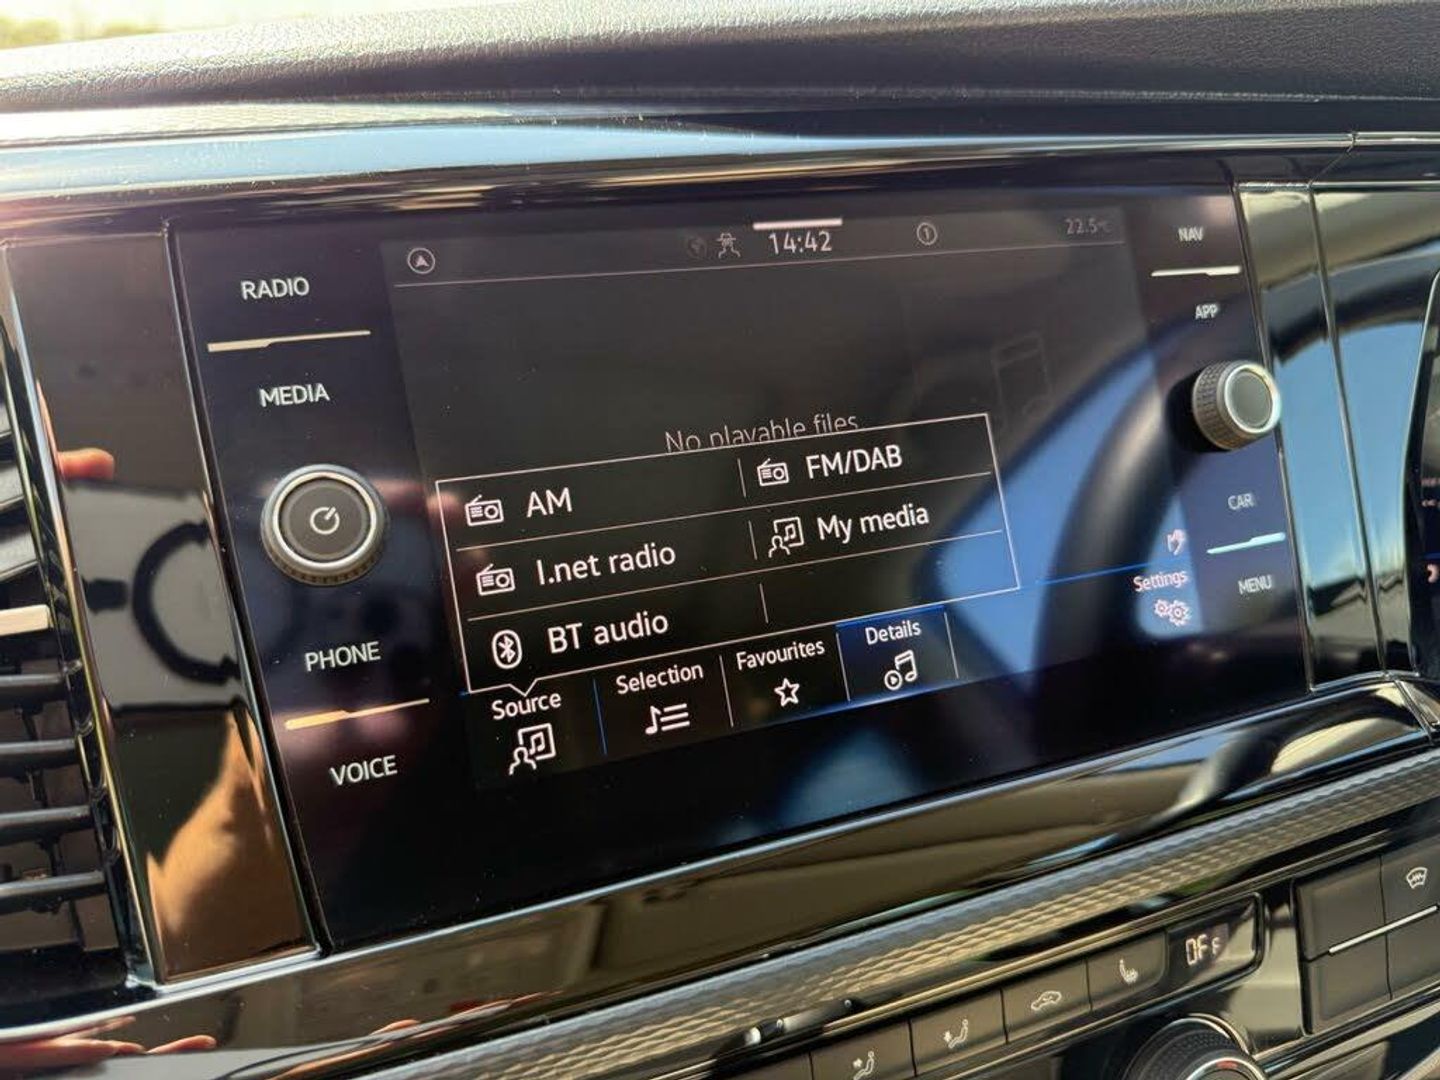 RADIO
MEDIA
PHONE
VOICE
14:42
1
22.5°C
No playable files
AM
FM/DAB
I.net radio
My media
BT audio
Source
Selection
Favourites
Details
Settings
NAV
APP
CAR
MENU
OFF